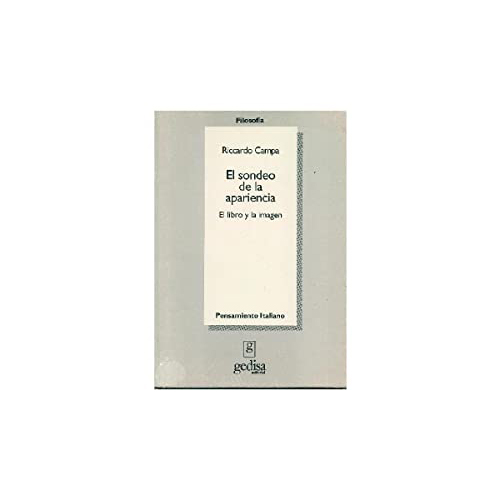 Filosofía
Riccardo Campa
El sondeo
de la
apariencia
El libro y la imagen
Pensamiento Italiano
g
gedisa
editorial